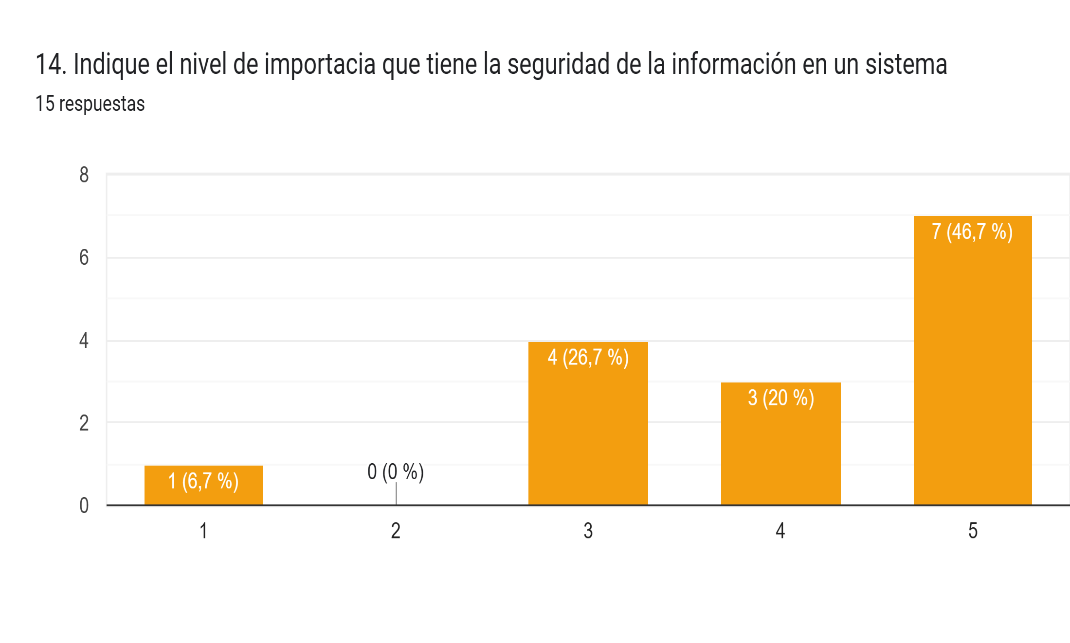 14. Indique el nivel de importacia que tiene la seguridad de la información en un sistema
15 respuestas
8
6
4
2
0
1 (6,7 %)
0 (0 %)
4 (26,7 %)
3 (20 %)
7 (46,7 %)
1
2
3
4
5